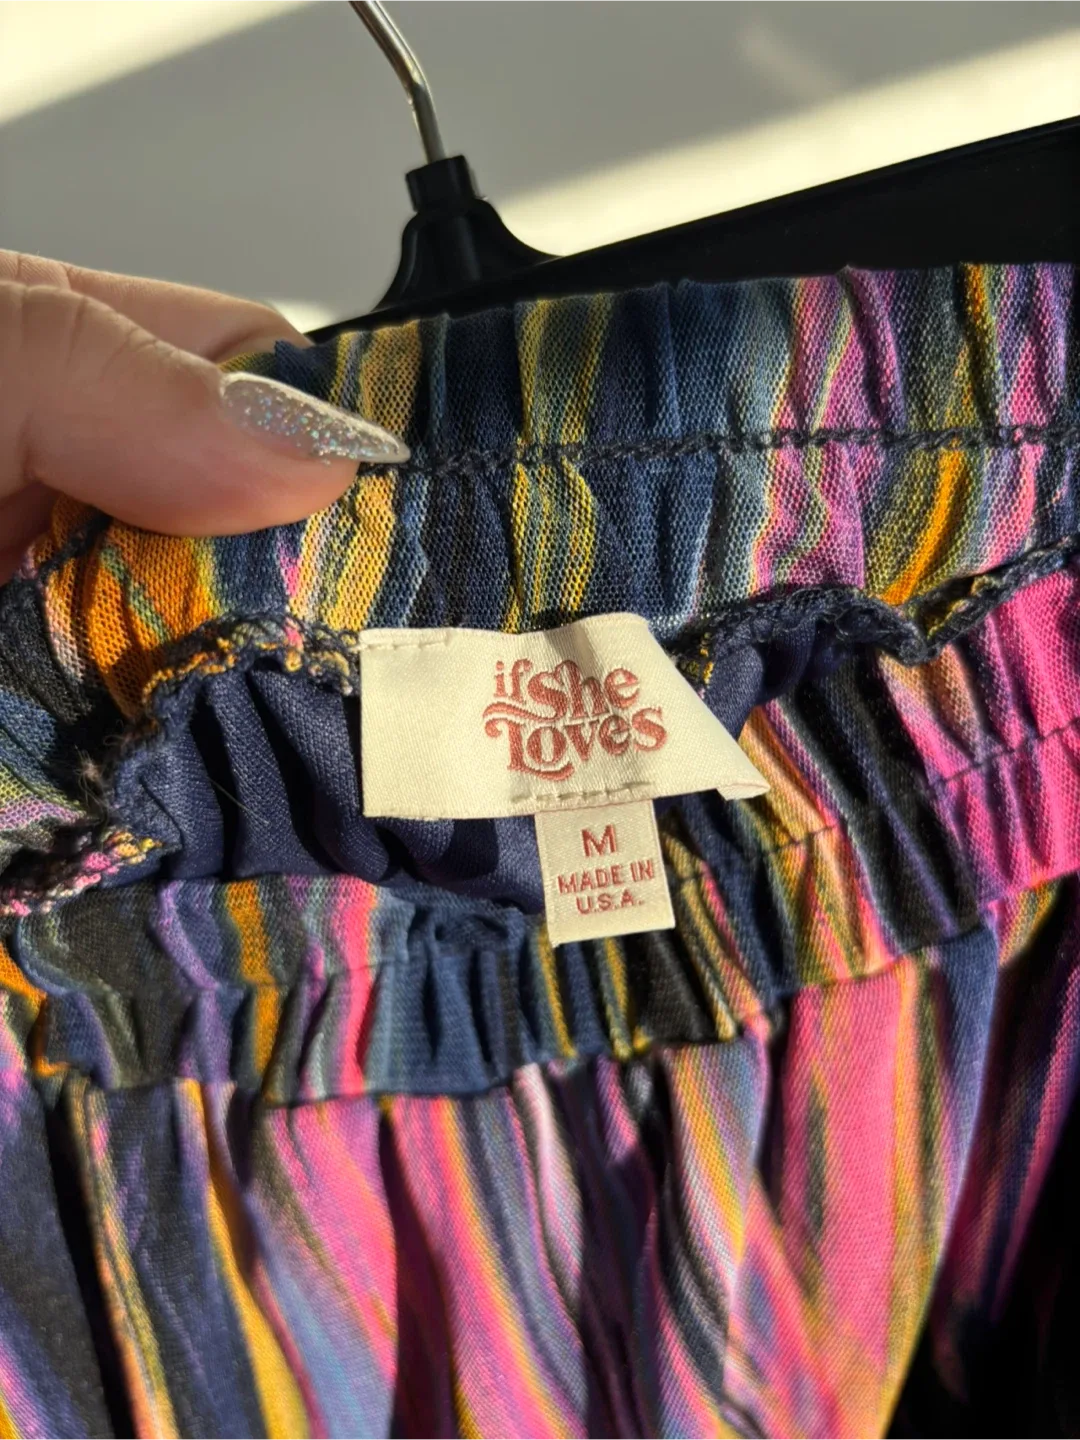 if She
Loves
M
MADE IN
U.S.A.